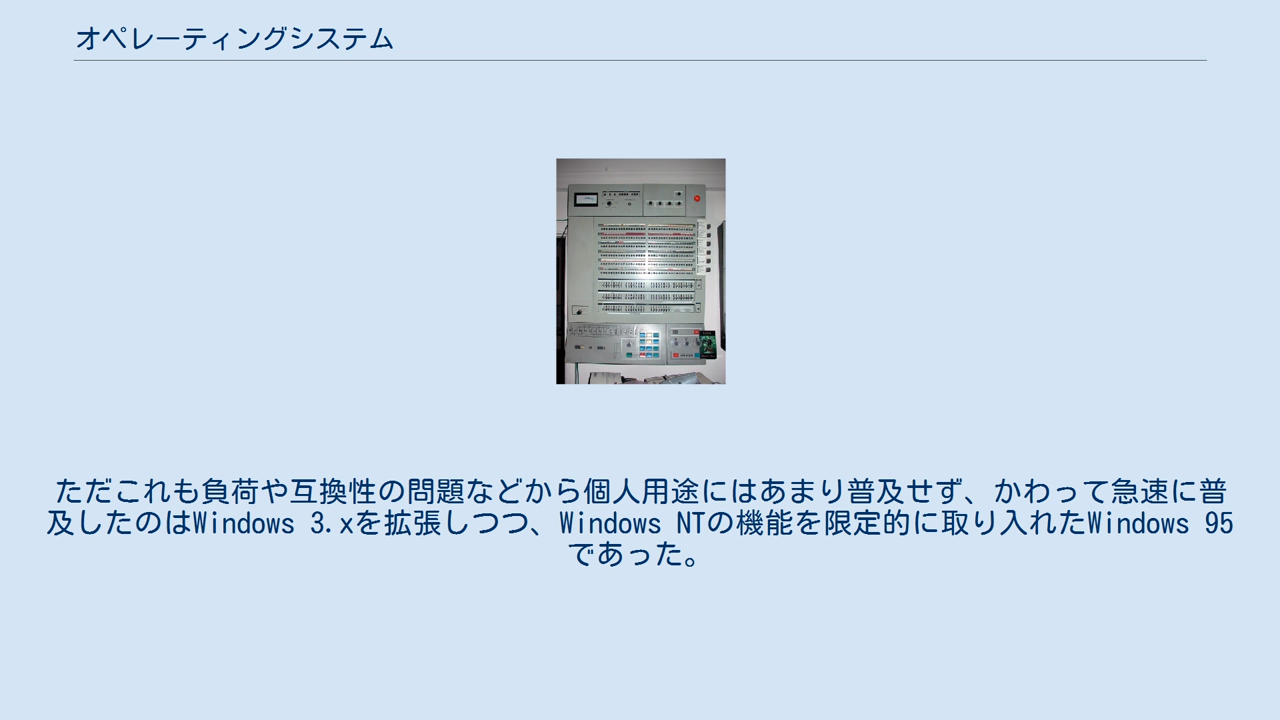 オペレーティングシステム
ただこれも負荷や互換性の問題などから個人用途にはあまり普及せず、かわって急速に普
及したのはWindows 3.xを拡張しつつ、Windows NTの機能を限定的に取り入れたWindows 95
であった。